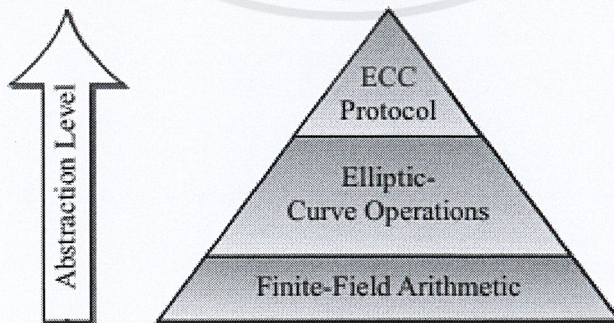 Abstraction Level
ECC
Protocol
Elliptic-
Curve Operations
Finite-Field Arithmetic